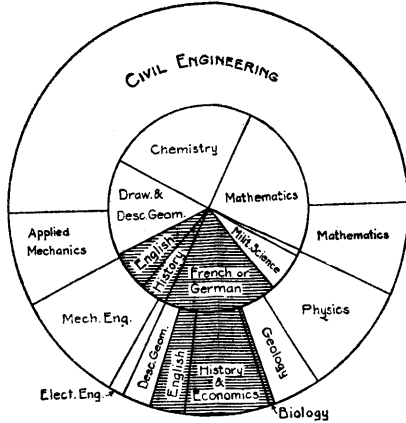 CIVIL ENGINEERING
Chemistry
Draw. &
Desc. Geom.
Mathematics
English
History
French or
German
Milit. Science
Applied
Mechanics
Mathematics
Mech. Eng.
Physics
Elect. Eng.
Desc. Geom.
English
History
&
Economics
Geology
Biology